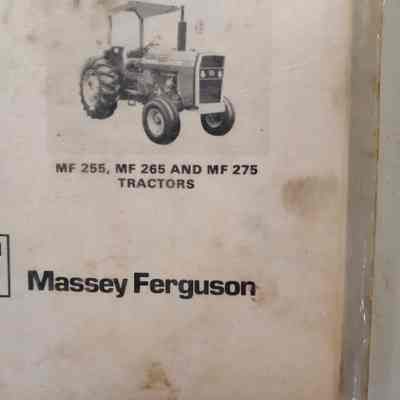 MF 255, MF 265 AND MF 275
TRACTORS
Massey Ferguson